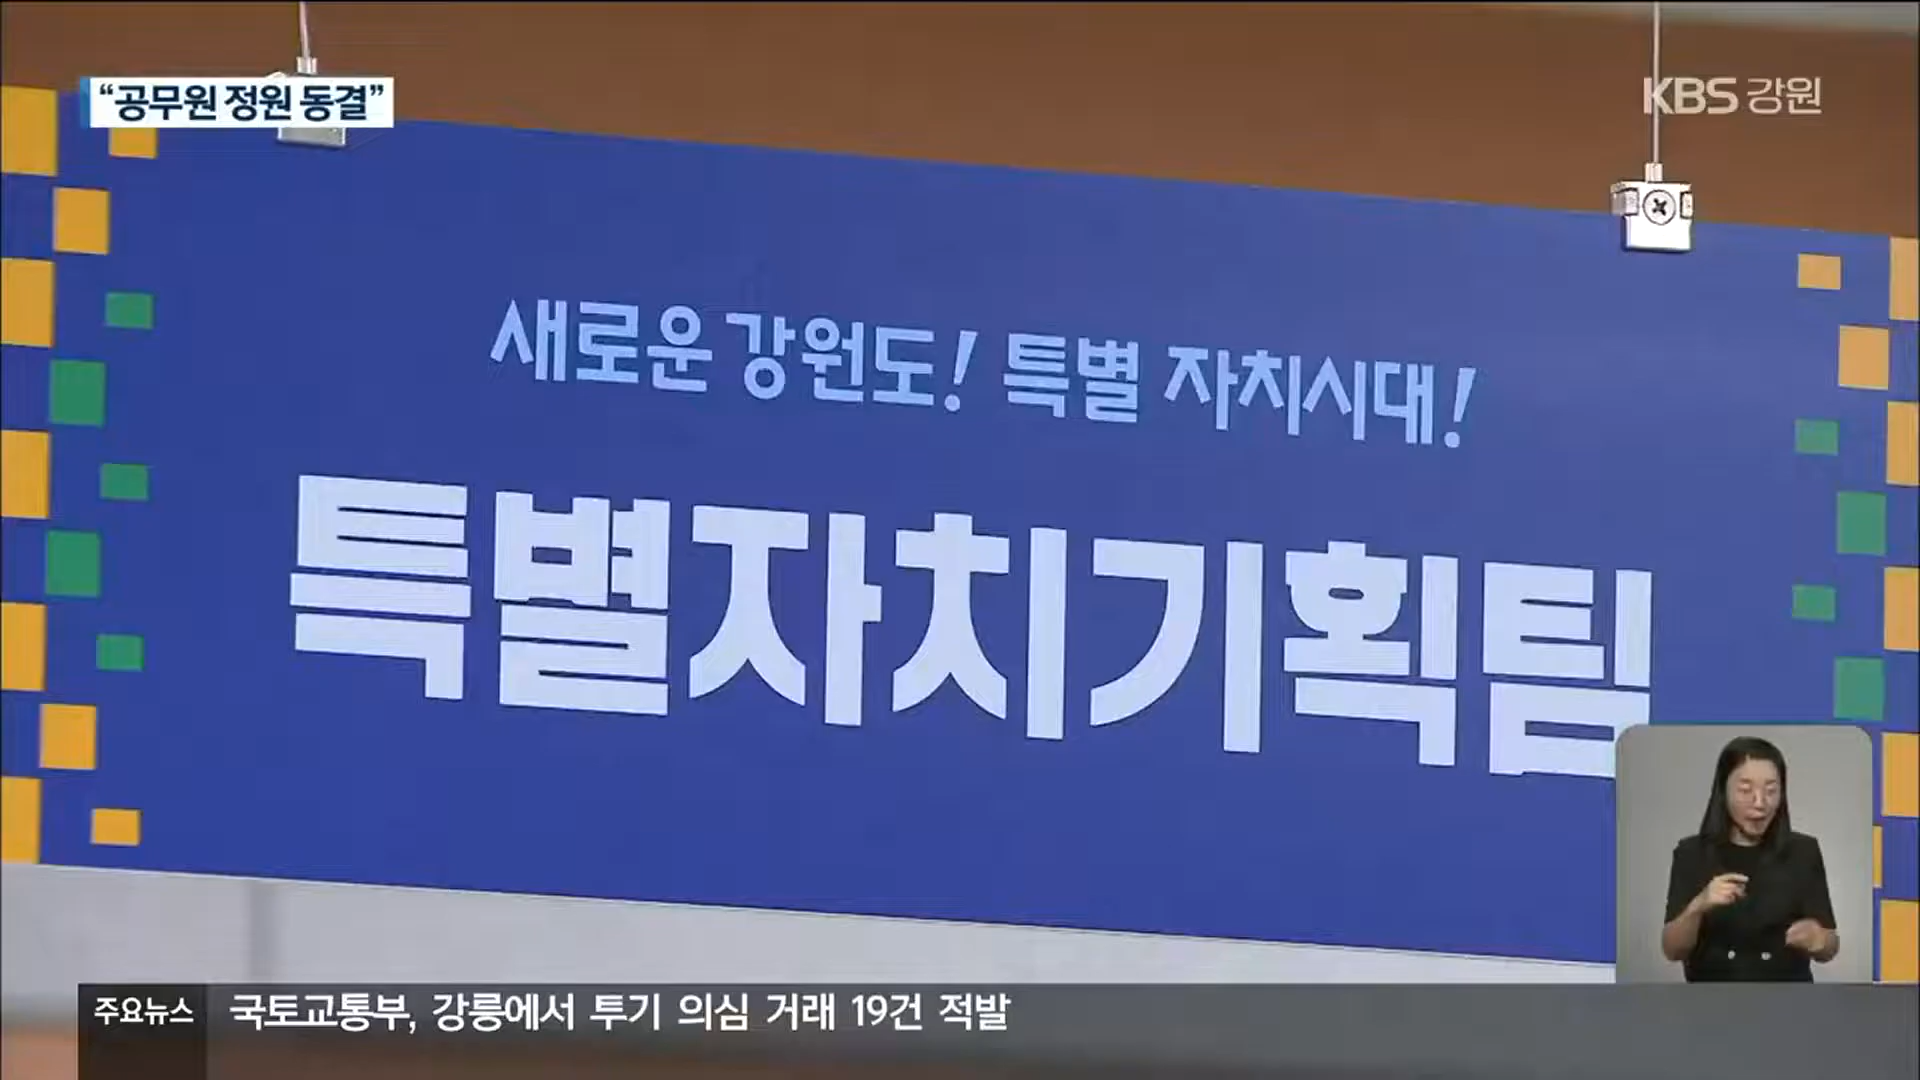 “공무원 정원 동결”
KBS 강원
새로운 강원도! 특별 자치시대!
특별자치기획팀
주요뉴스 국토교통부, 강릉에서 투기 의심 거래 19건 적발